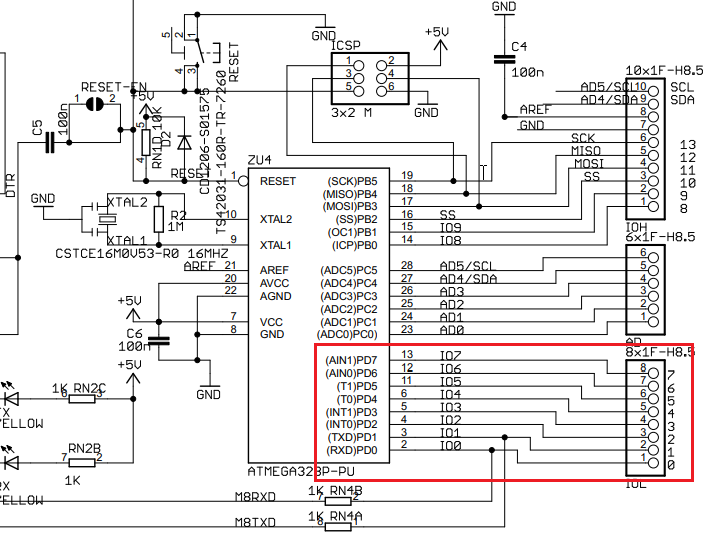 GND
+5V
ICSP
GND
C4
100n
1 2
3 4
5 6
3x2 M
GND
5 2 1
4 3
RESET
TS42031-160R-TR-7260
RESET-EN
1 2
C5
100n
+5V
RN1D 10K
5
4
D2
CD1206-S01575
RESET
DTR
GND
XTAL2
XTAL1
R2
1M
CSTCE16M0V53-R0 16MHZ
AREF
+5V
C6
100n
+5V
GND
1K RN2C
YELLOW
RN2B
7 2
1K
RX
YELLOW
ZU4
1 RESET
10 XTAL2
9 XTAL1
21 AREF
20 AVCC
22 AGND
7 VCC
8 GND
(SCK)PB5 19
(MISO)PB4 18
(MOSI)PB3 17
(SS)PB2 16 SS
(OC1)PB1 15 IO9
(ICP)PB0 14 IO8
(ADC5)PC5 28 AD5/SCL
(ADC4)PC4 27 AD4/SDA
(ADC3)PC3 26 AD3
(ADC2)PC2 25 AD2
(ADC1)PC1 24 AD1
(ADC0)PC0 23 AD0
(AIN1)PD7 13 IO7
(AIN0)PD6 12 IO6
(T1)PD5 11 IO5
(T0)PD4 6 IO4
(INT1)PD3 5 IO3
(INT0)PD2 4 IO2
(TXD)PD1 3 IO1
(RXD)PD0 2 IO0
ATMEGA328P-PU
M8RXD 1K RN4B
M8TXD 1K RN4A
10x1F-H8.5
AD5/SCL 10 SCL
AD4/SDA 9 SDA
AREF 8
GND 7
SCK 6 13
MISO 5 12
MOSI 4 11
SS 3 10
2 9
1 8
IOH
6x1F-H8.5
6
5
4
3
2
1
AD
8x1F-H8.5
8 7
7 6
6 5
5 4
4 3
3 2
2 1
1 0
IOL